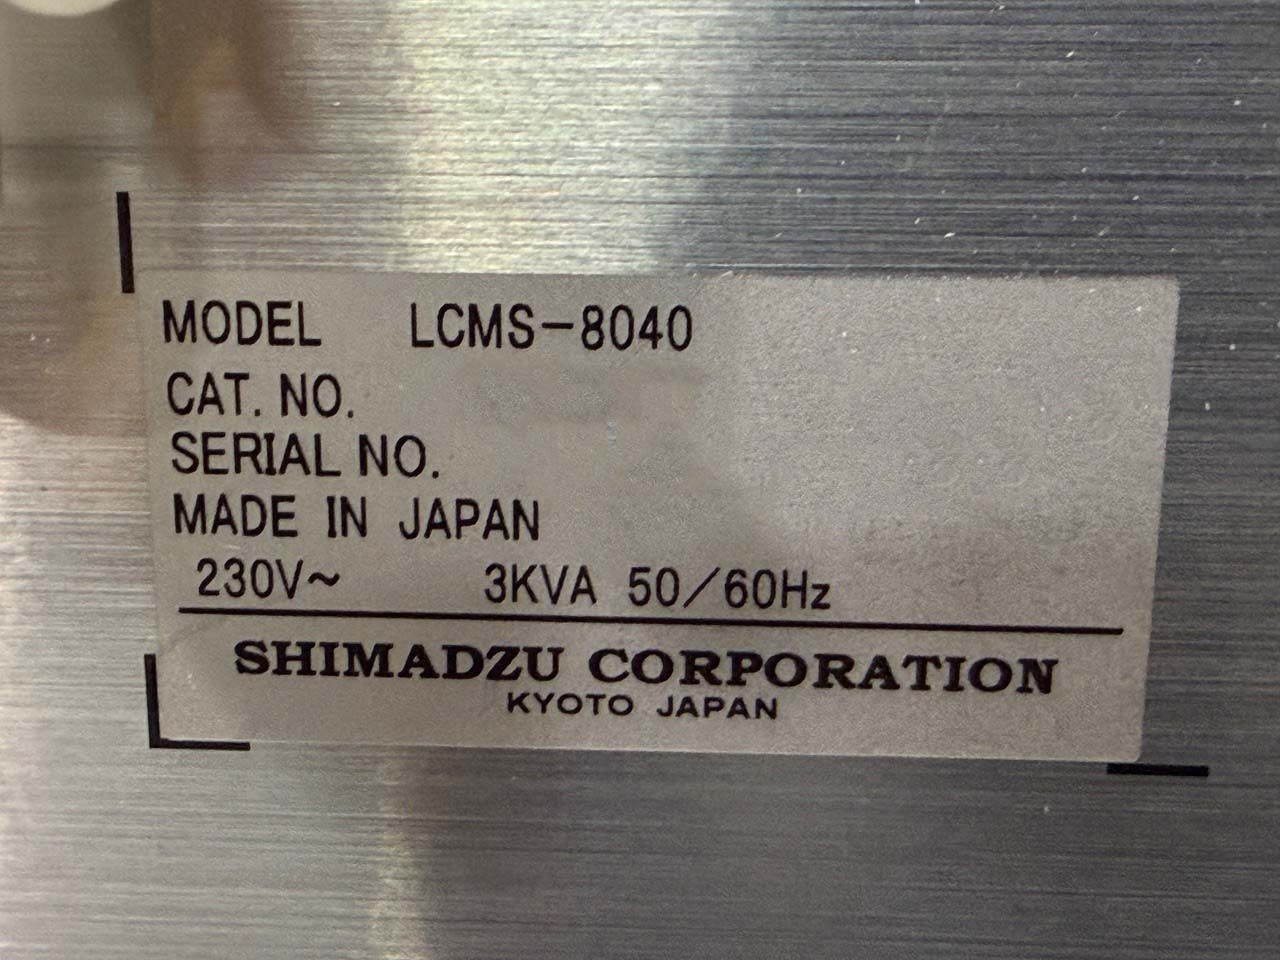 MODEL LCMS-8040
CAT. NO.
SERIAL NO.
MADE IN JAPAN
230V~ 3KVA 50/60Hz
SHIMADZU CORPORATION
KYOTO JAPAN